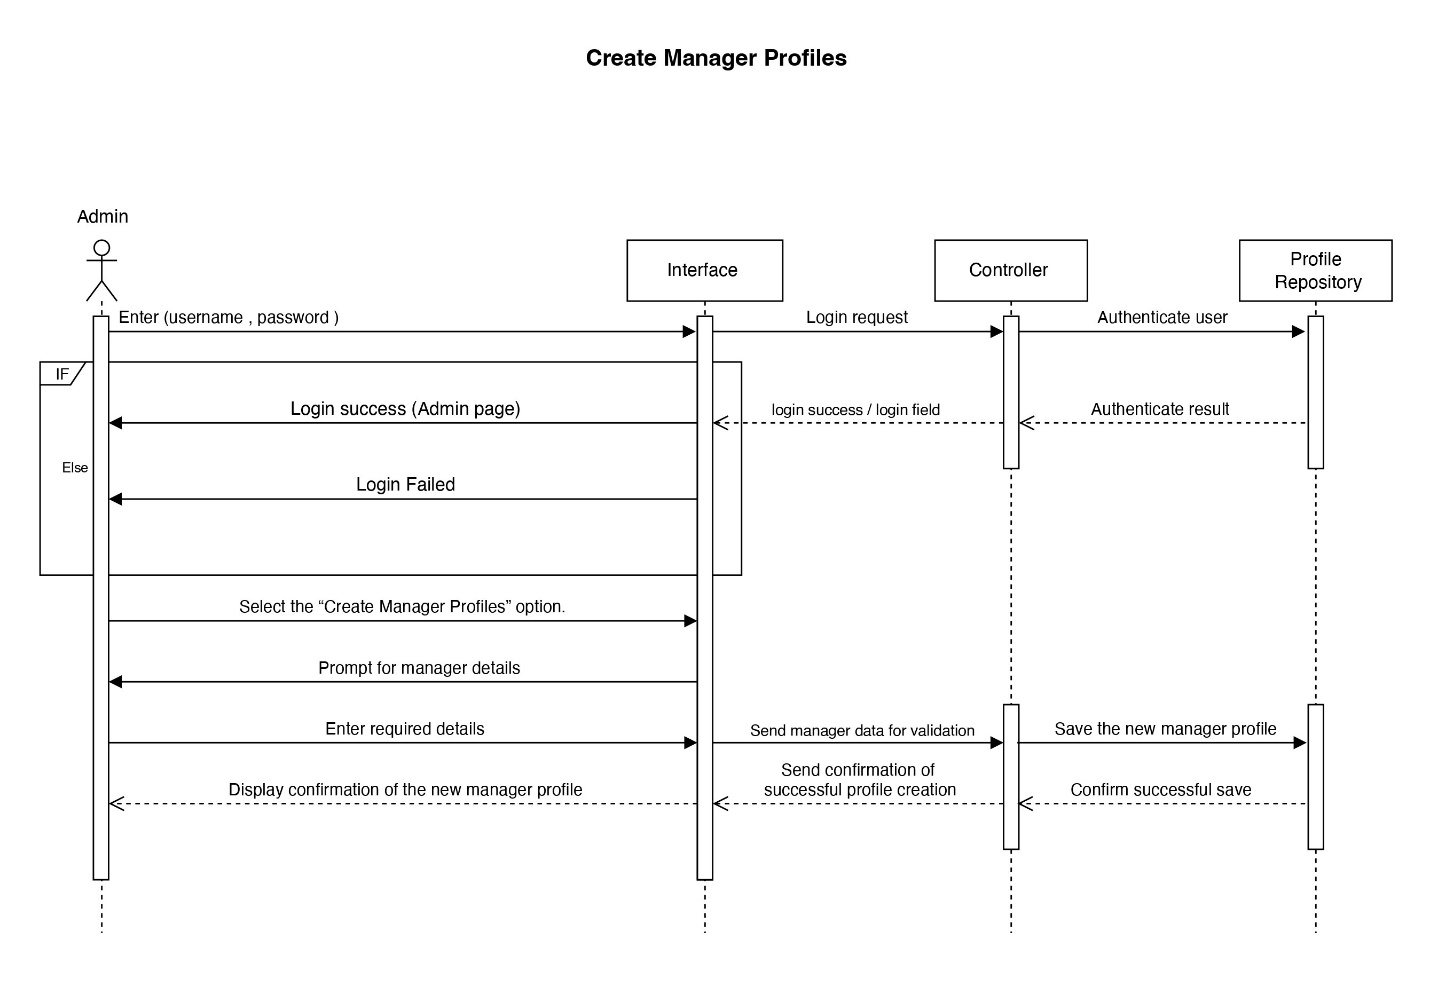 Create Manager Profiles
Admin
Interface
Controller
Profile
Repository
Enter (username , password )
Login request
Authenticate user
IF
Login success (Admin page)
login success / login field
Authenticate result
Else
Login Failed
Select the “Create Manager Profiles” option.
Prompt for manager details
Enter required details
Send manager data for validation
Save the new manager profile
Display confirmation of the new manager profile
Send confirmation of
successful profile creation
Confirm successful save